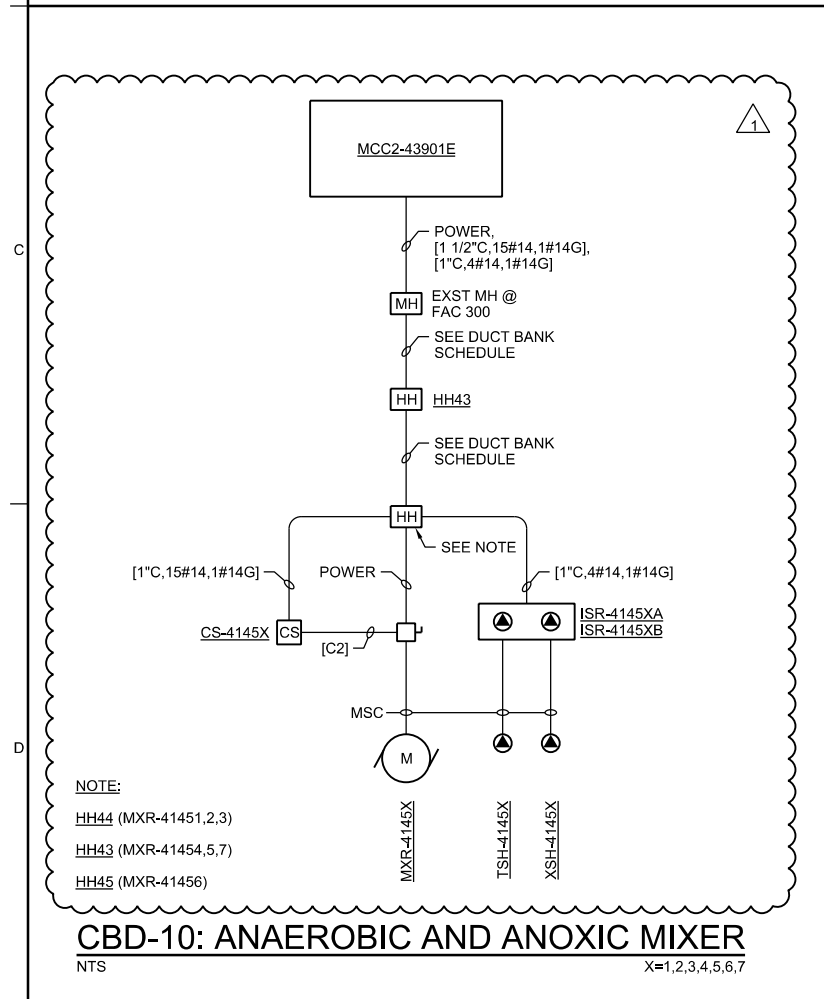 C
D
1
MCC2-43901E
POWER,
[1 1/2"C,15#14,1#14G],
[1"C,4#14,1#14G]
MH
EXST MH @
FAC 300
SEE DUCT BANK
SCHEDULE
HH
HH43
SEE DUCT BANK
SCHEDULE
HH
SEE NOTE
[1"C,15#14,1#14G]
POWER
[1"C,4#14,1#14G]
CS-4145X
CS
[C2]
ISR-4145XA
ISR-4145XB
MSC
M
MXR-4145X
TSH-4145X
XSH-4145X
NOTE:
HH44 (MXR-41451,2,3)
HH43 (MXR-41454,5,7)
HH45 (MXR-41456)
CBD-10: ANAEROBIC AND ANOXIC MIXER
NTS
X=1,2,3,4,5,6,7